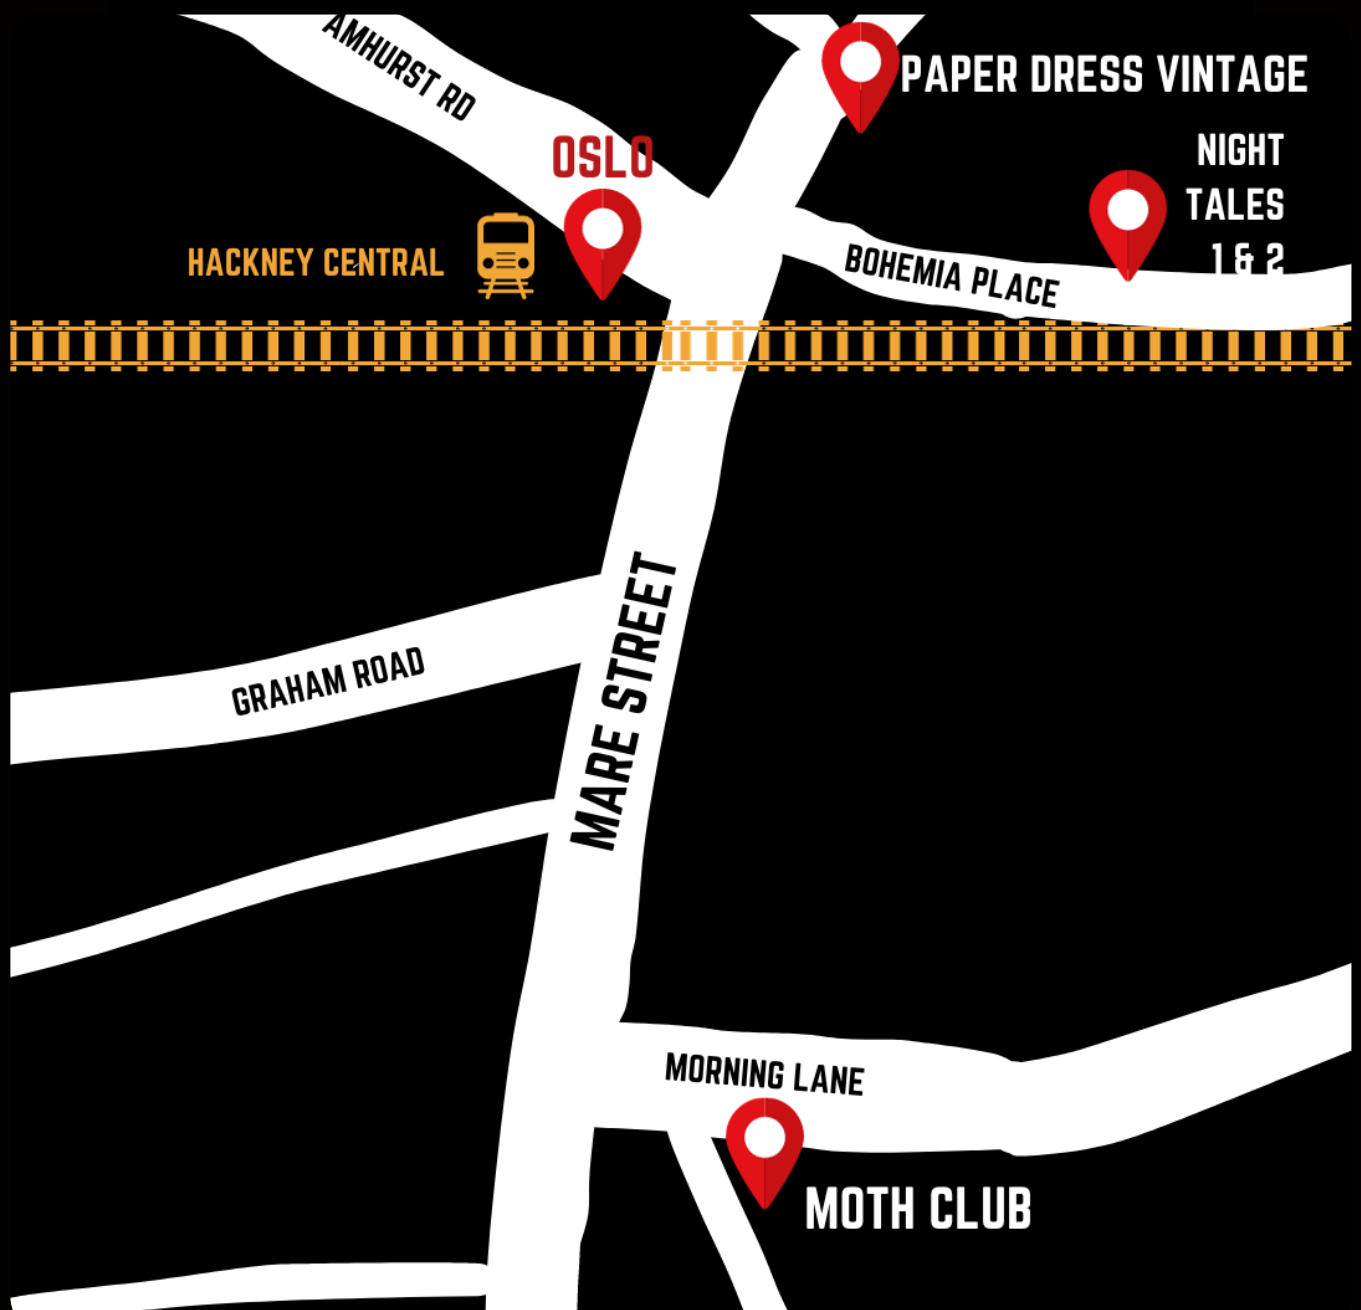 AMHURST RD
PAPER DRESS VINTAGE
OSLO
NIGHT
TALES
1 & 2
HACKNEY CENTRAL
BOHEMIA PLACE
MARE STREET
GRAHAM ROAD
MORNING LANE
MOTH CLUB